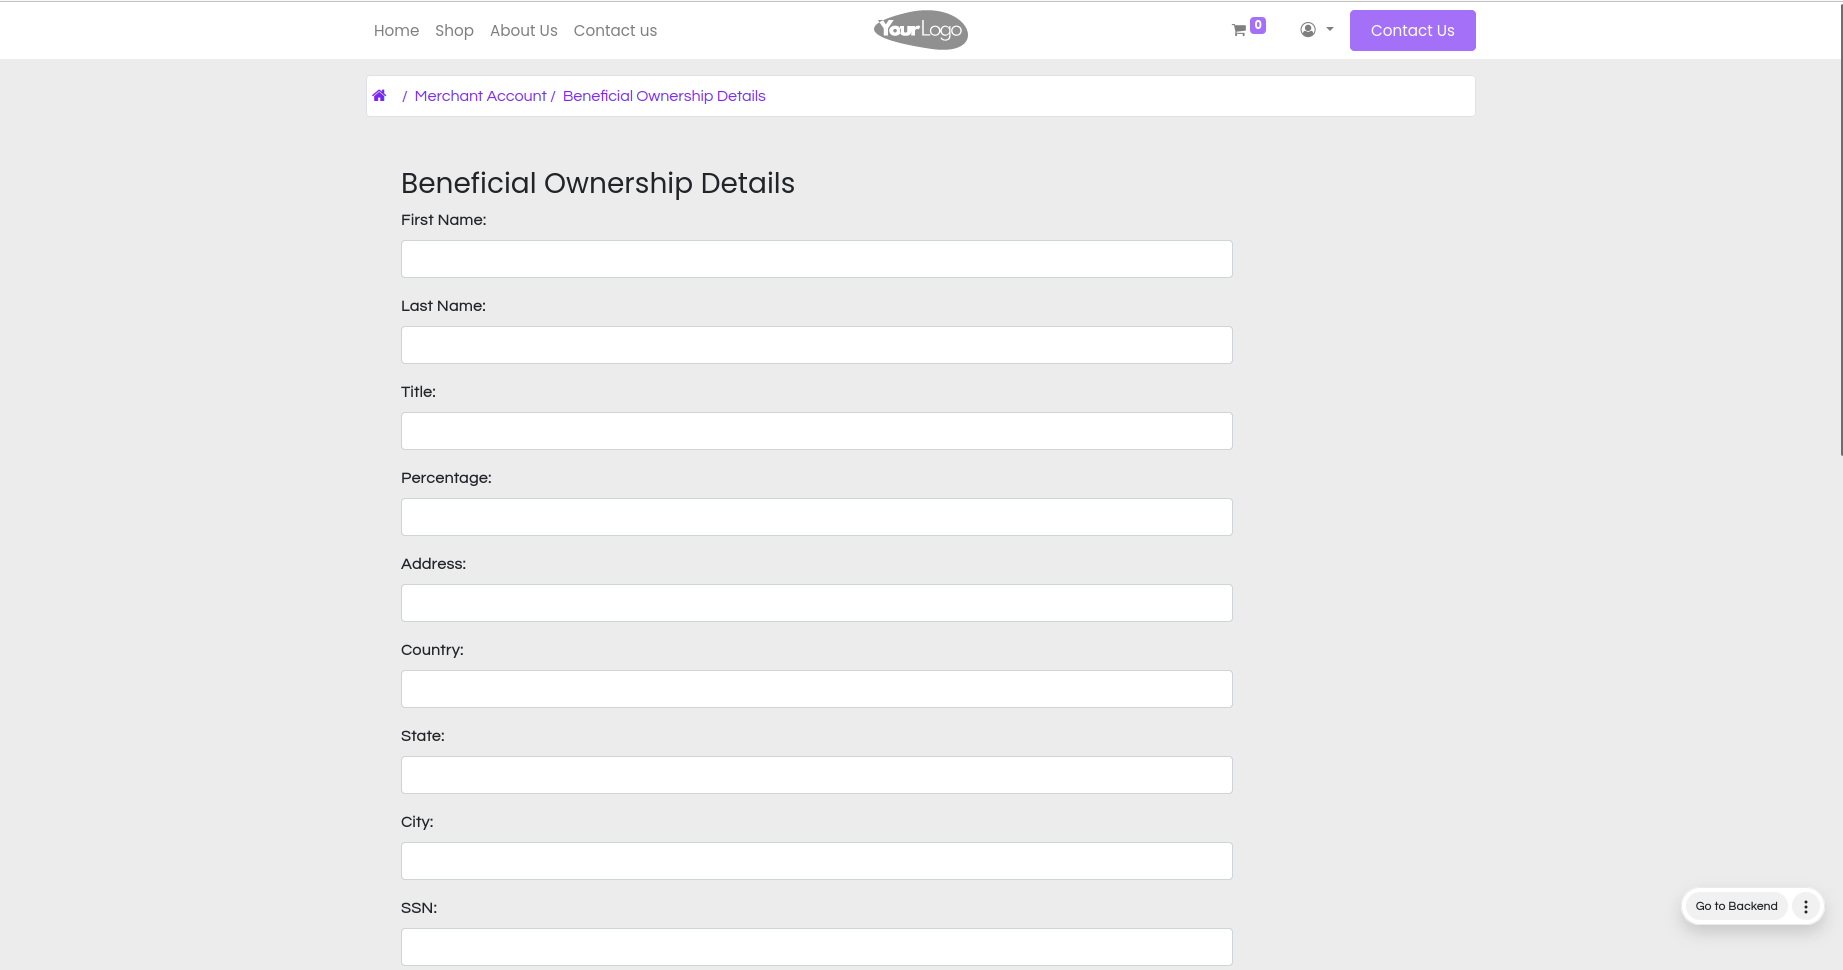 Home Shop About Us Contact us YourLogo 0 Contact Us
/ Merchant Account / Beneficial Ownership Details
Beneficial Ownership Details
First Name:
Last Name:
Title:
Percentage:
Address:
Country:
State:
City:
SSN:
Go to Backend